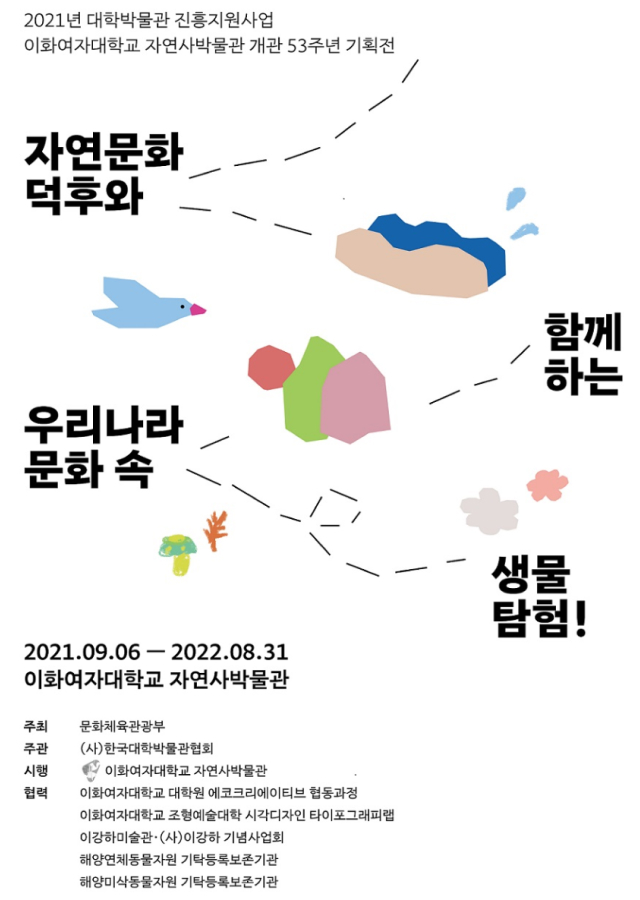 2021년 대학박물관 진흥지원사업
이화여자대학교 자연사박물관 개관 53주년 기획전
자연문화
덕후와
함께
하는
우리나라
문화 속
생물
탐험!
2021.09.06 — 2022.08.31
이화여자대학교 자연사박물관
주최 문화체육관광부
주관 (사)한국대학박물관협회
시행 이화여자대학교 자연사박물관
협력 이화여자대학교 대학원 에코크리에이티브 협동과정
이화여자대학교 조형예술대학 시각디자인 타이포그래피랩
이강하미술관·(사)이강하 기념사업회
해양연체동물자원 기탁등록보존기관
해양미삭동물자원 기탁등록보존기관